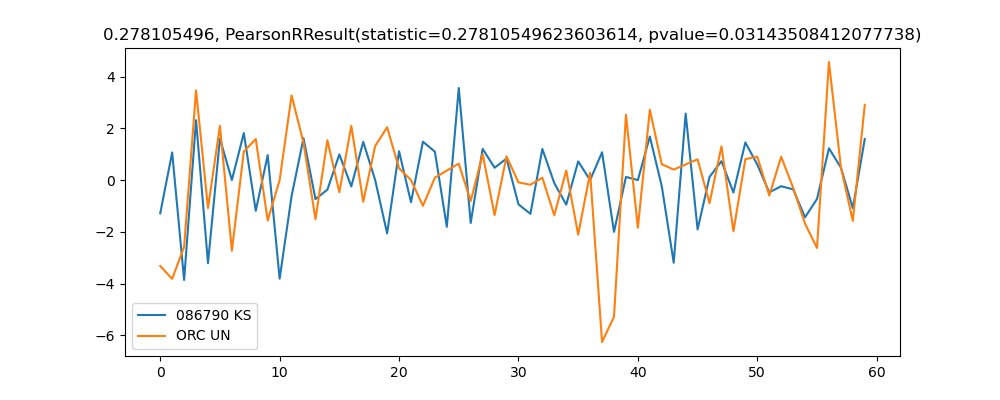 0.278105496, PearsonRResult(statistic=0.27810549623603614, pvalue=0.03143508412077738)
4
2
0
−2
−4
−6
086790 KS
ORC UN
0 10 20 30 40 50 60